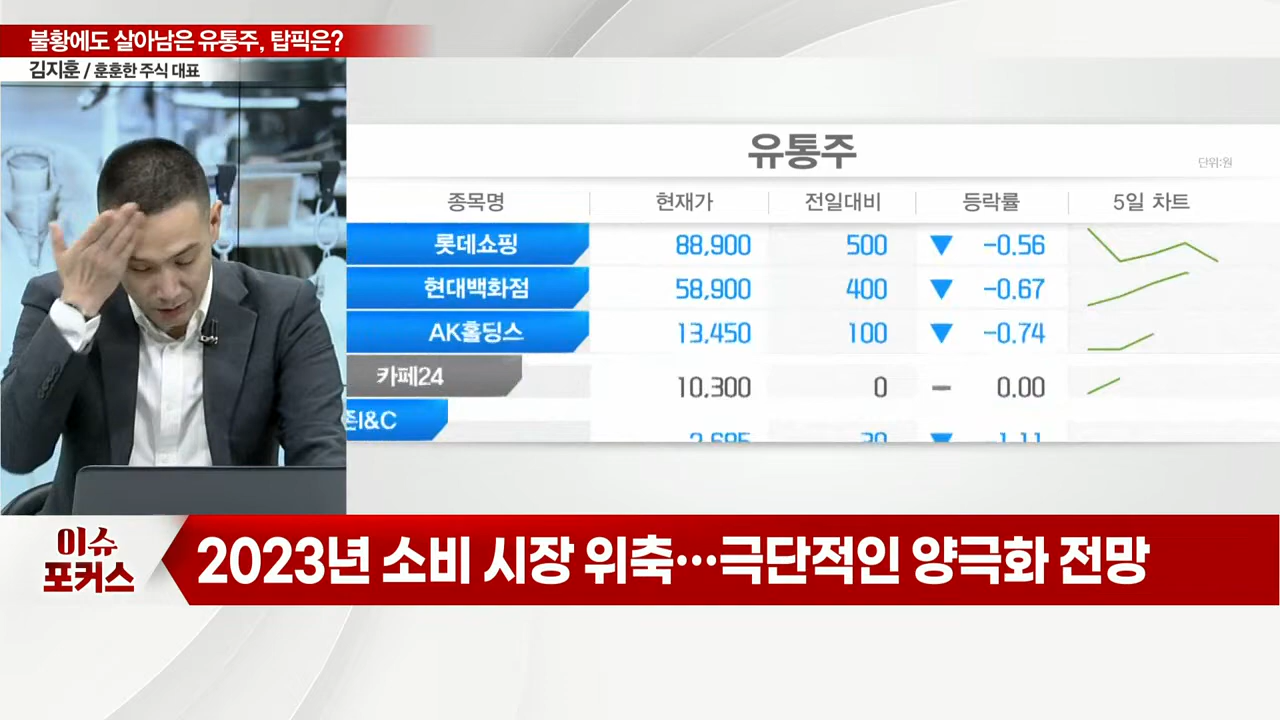 불황에도 살아남은 유통주, 탑픽은?
김지훈 / 훈훈한 주식 대표
유통주
단위:원
종목명 현재가 전일대비 등락률 5일 차트
롯데쇼핑 88,900 500 ▼ -0.56
현대백화점 58,900 400 ▼ -0.67
AK홀딩스 13,450 100 ▼ -0.74
카페24 10,300 0 - 0.00
I&C
이슈
포커스
2023년 소비 시장 위축…극단적인 양극화 전망